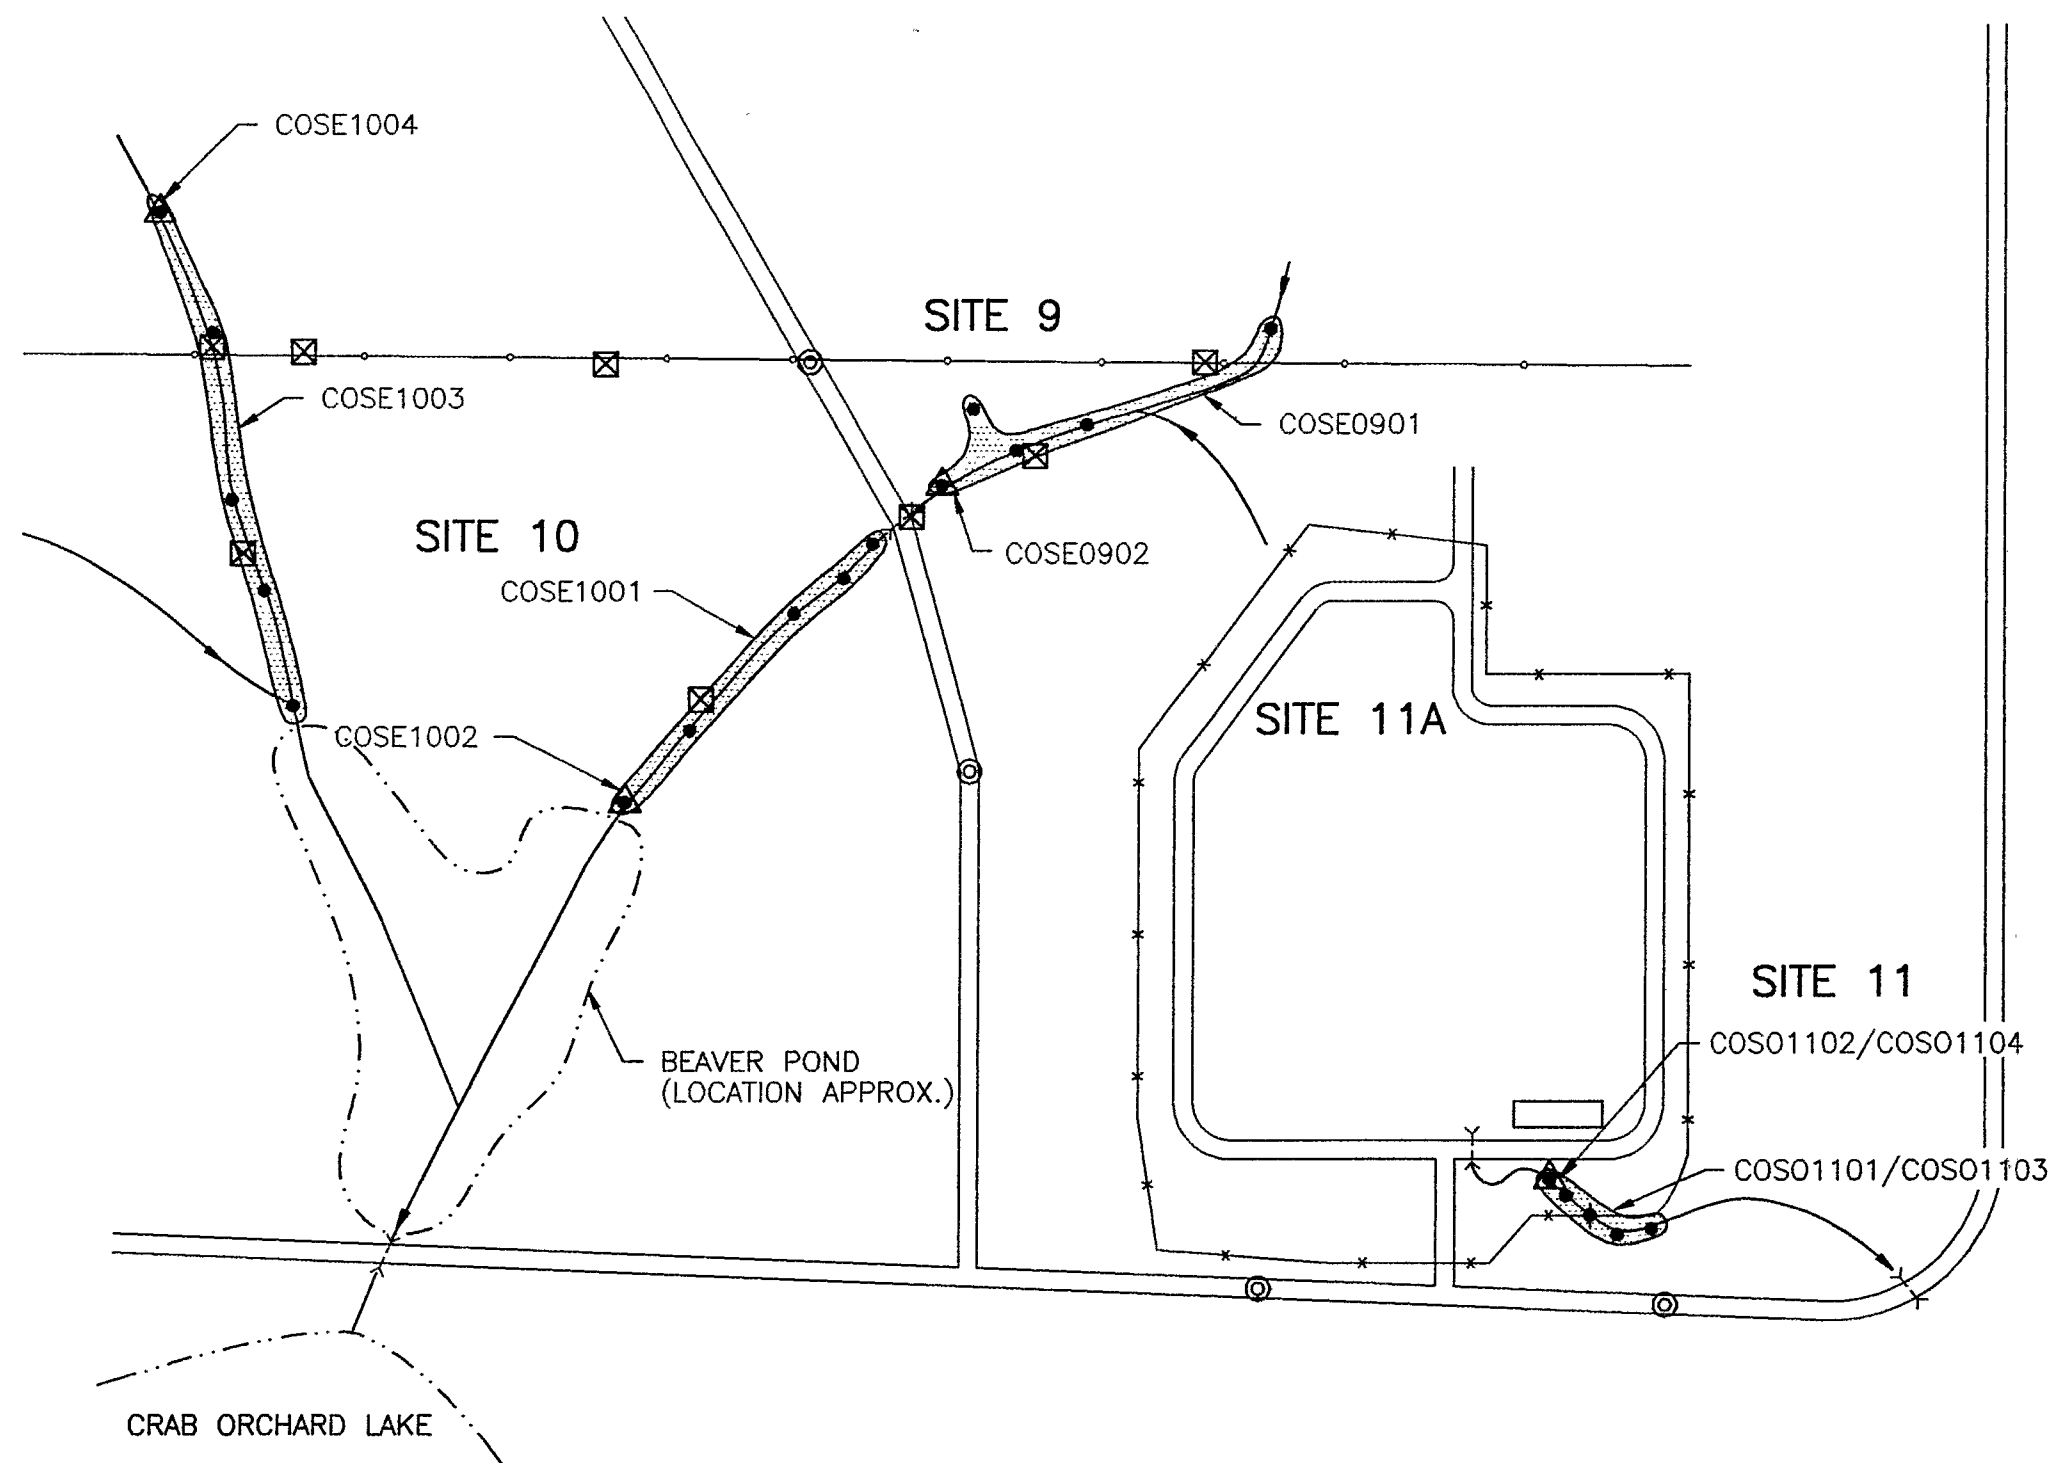 COSE1004
SITE 9
COSE1003
COSE0901
SITE 10
COSE0902
COSE1001
SITE 11A
COSE1002
SITE 11
COSO1102/COSO1104
BEAVER POND
(LOCATION APPROX.)
COSO1101/COSO1103
CRAB ORCHARD LAKE